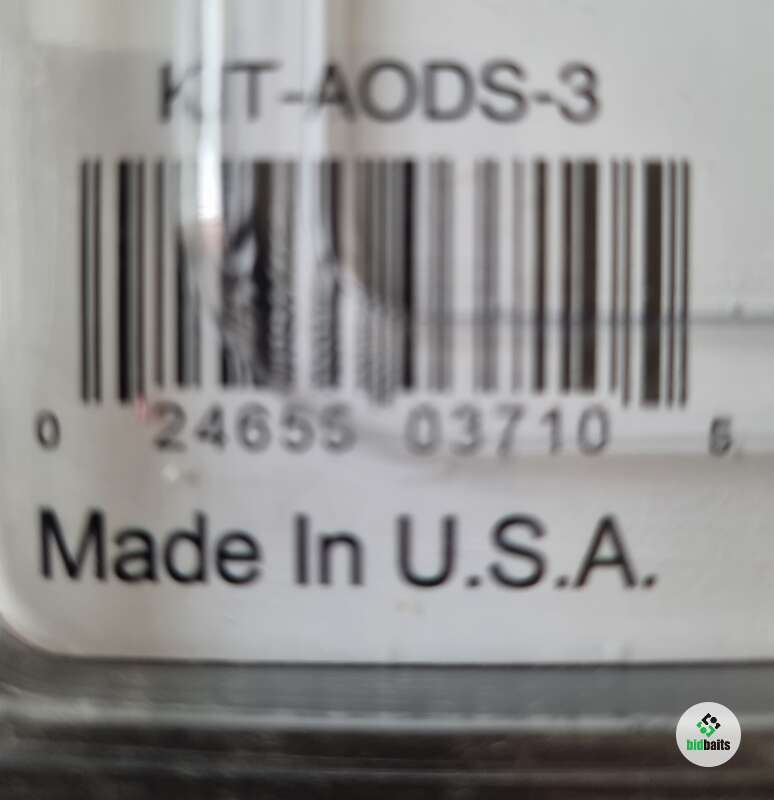 KIT-AODS-3
0 24655 03710 5
Made In U.S.A.
bidbaits